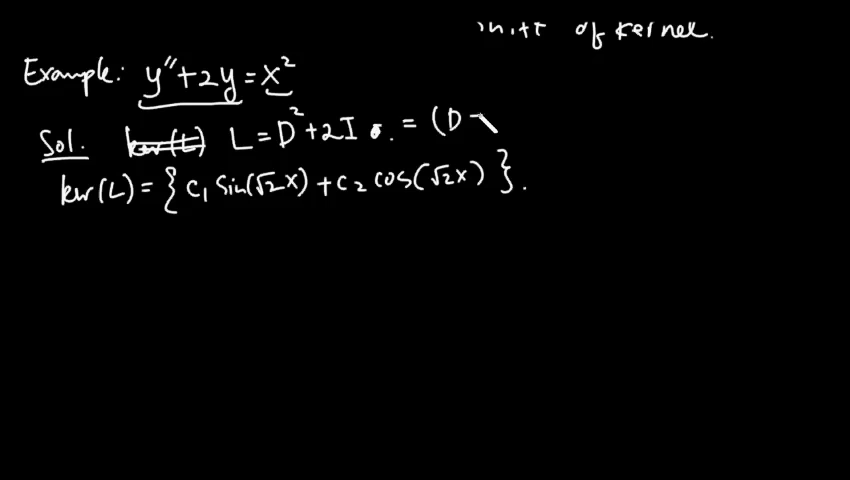 of kernel.
Example: y''+2y=x²
Sol. ker(L) L=D²+2I . = (D -
ker(L) = { c₁ sin(√2x) + c₂ cos(√2x) }.